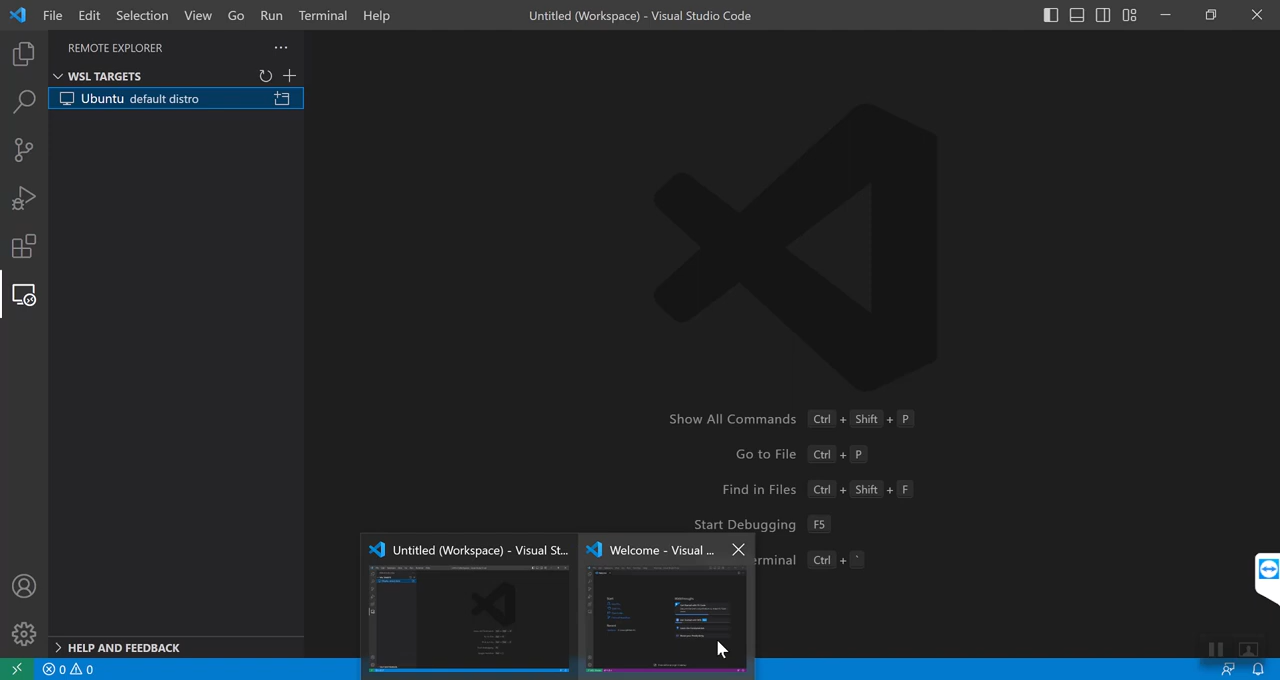 File Edit Selection View Go Run Terminal Help
Untitled (Workspace) - Visual Studio Code
REMOTE EXPLORER
WSL TARGETS
Ubuntu default distro
Show All Commands Ctrl + Shift + P
Go to File Ctrl + P
Find in Files Ctrl + Shift + F
Start Debugging F5
erminal Ctrl + `
Untitled (Workspace) - Visual St...
Welcome - Visual ...
HELP AND FEEDBACK
0 0